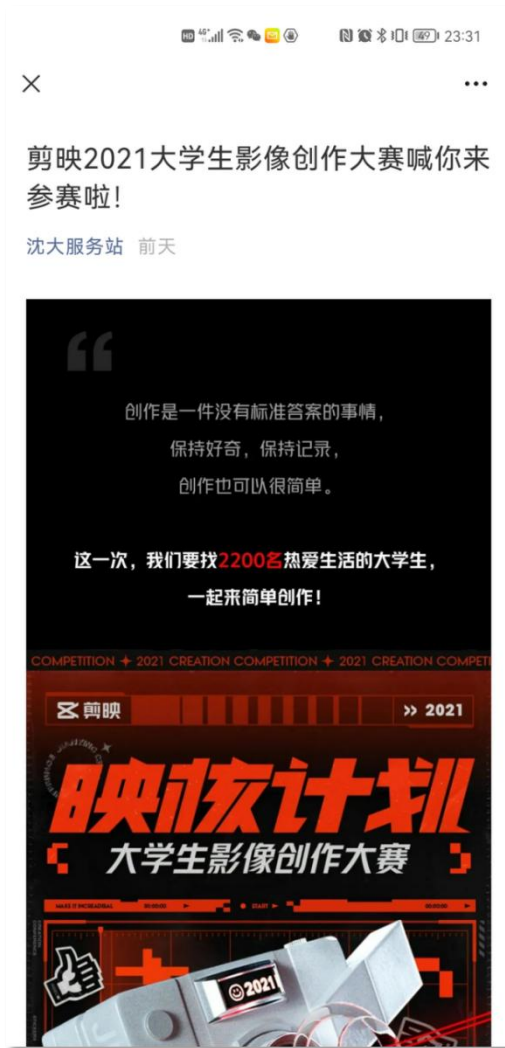 HD 4G 49 23:31
剪映2021大学生影像创作大赛喊你来
参赛啦！
沈大服务站 前天
创作是一件没有标准答案的事情，
保持好奇，保持记录，
创作也可以很简单。
这一次，我们要找2200名热爱生活的大学生，
一起来简单创作！
COMPETITION 2021 CREATION COMPETITION 2021 CREATION COMPETI
剪映 >> 2021
映核计划
大学生影像创作大赛
START
2021